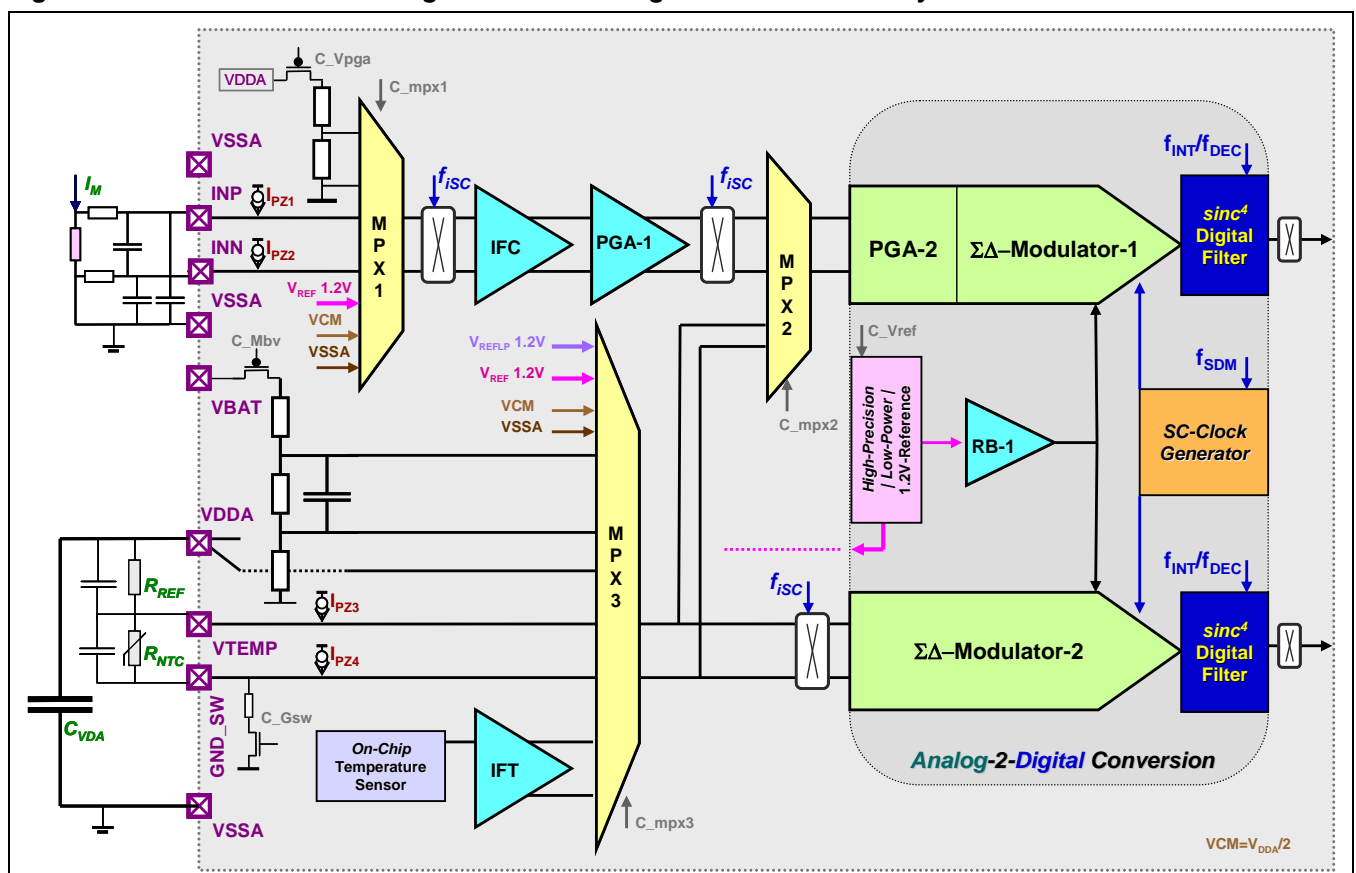 C_Vpga
VDDA
C_mpx1
VSSA
I_M
INP
I_PZ1
INN
I_PZ2
VSSA
V_REF 1.2V
VCM
VSSA
M
P
X
1
f_iSC
IFC
PGA-1
f_iSC
M
P
X
2
C_mpx2
PGA-2
ΣΔ–Modulator-1
f_INT/f_DEC
sinc⁴
Digital
Filter
C_Mbv
VBAT
V_REFLP 1.2V
V_REF 1.2V
VCM
VSSA
M
P
X
3
C_Vref
High-Precision
| Low-Power |
1.2V-Reference
RB-1
f_SDM
SC-Clock
Generator
VDDA
R_REF
I_PZ3
VTEMP
R_NTC
I_PZ4
C_VDA
GND_SW
C_Gsw
On-Chip
Temperature
Sensor
IFT
C_mpx3
VSSA
f_iSC
ΣΔ–Modulator-2
f_INT/f_DEC
sinc⁴
Digital
Filter
Analog-2-Digital Conversion
VCM=V_DDA/2